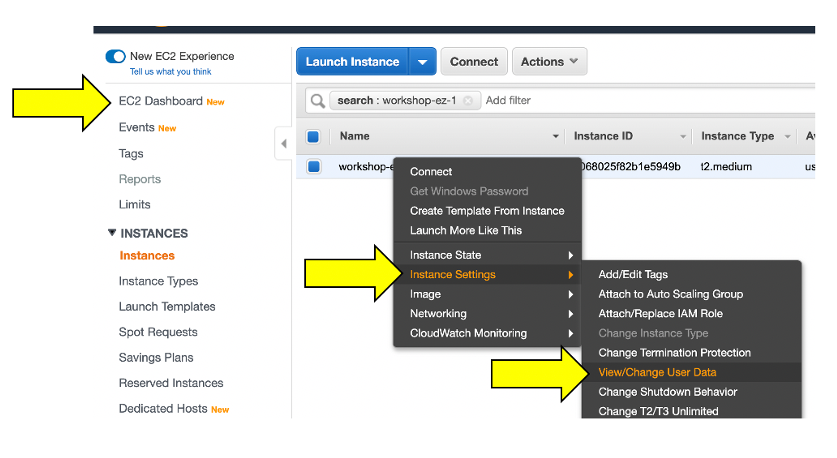 New EC2 Experience
Tell us what you think
EC2 Dashboard New
Events New
Tags
Reports
Limits
INSTANCES
Instances
Instance Types
Launch Templates
Spot Requests
Savings Plans
Reserved Instances
Dedicated Hosts New
Launch Instance
Connect
Actions
search : workshop-ez-1
Add filter
Name
Instance ID
Instance Type
workshop-e
068025f82b1e5949b
t2.medium
us
Connect
Get Windows Password
Create Template From Instance
Launch More Like This
Instance State
Instance Settings
Image
Networking
CloudWatch Monitoring
Add/Edit Tags
Attach to Auto Scaling Group
Attach/Replace IAM Role
Change Instance Type
Change Termination Protection
View/Change User Data
Change Shutdown Behavior
Change T2/T3 Unlimited